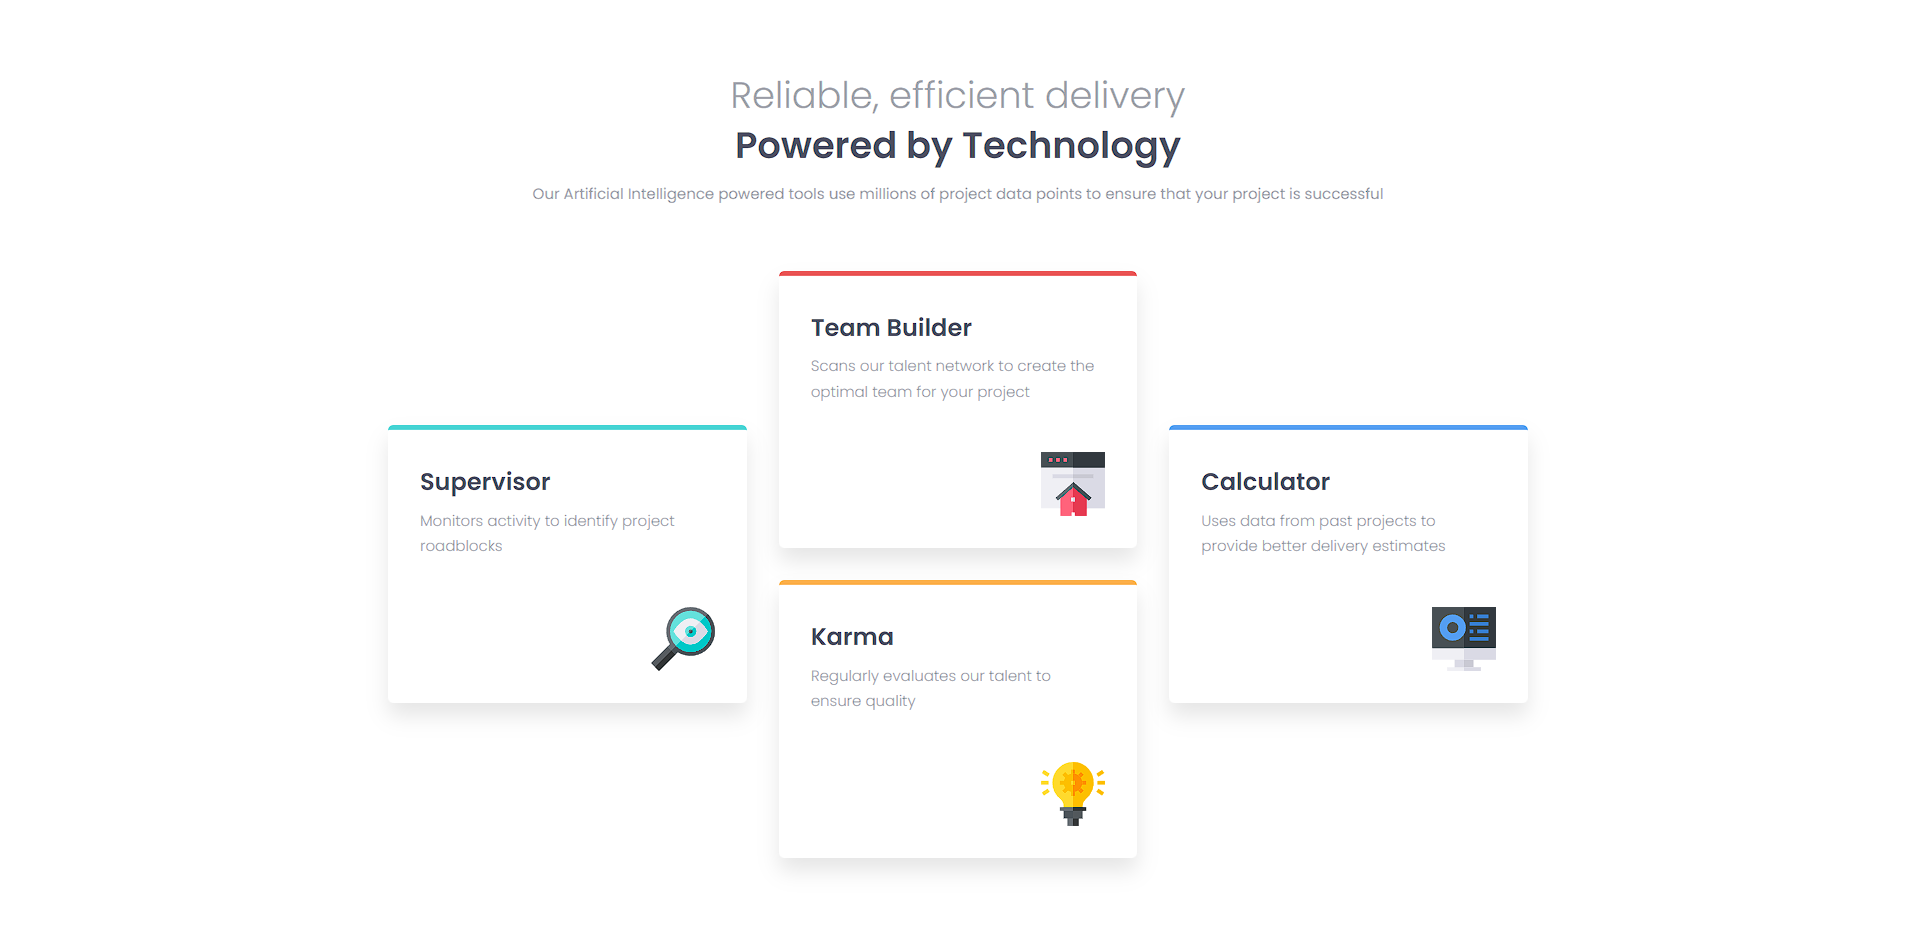 Reliable, efficient delivery
Powered by Technology
Our Artificial Intelligence powered tools use millions of project data points to ensure that your project is successful
Team Builder
Scans our talent network to create the
optimal team for your project
Supervisor
Monitors activity to identify project
roadblocks
Calculator
Uses data from past projects to
provide better delivery estimates
Karma
Regularly evaluates our talent to
ensure quality